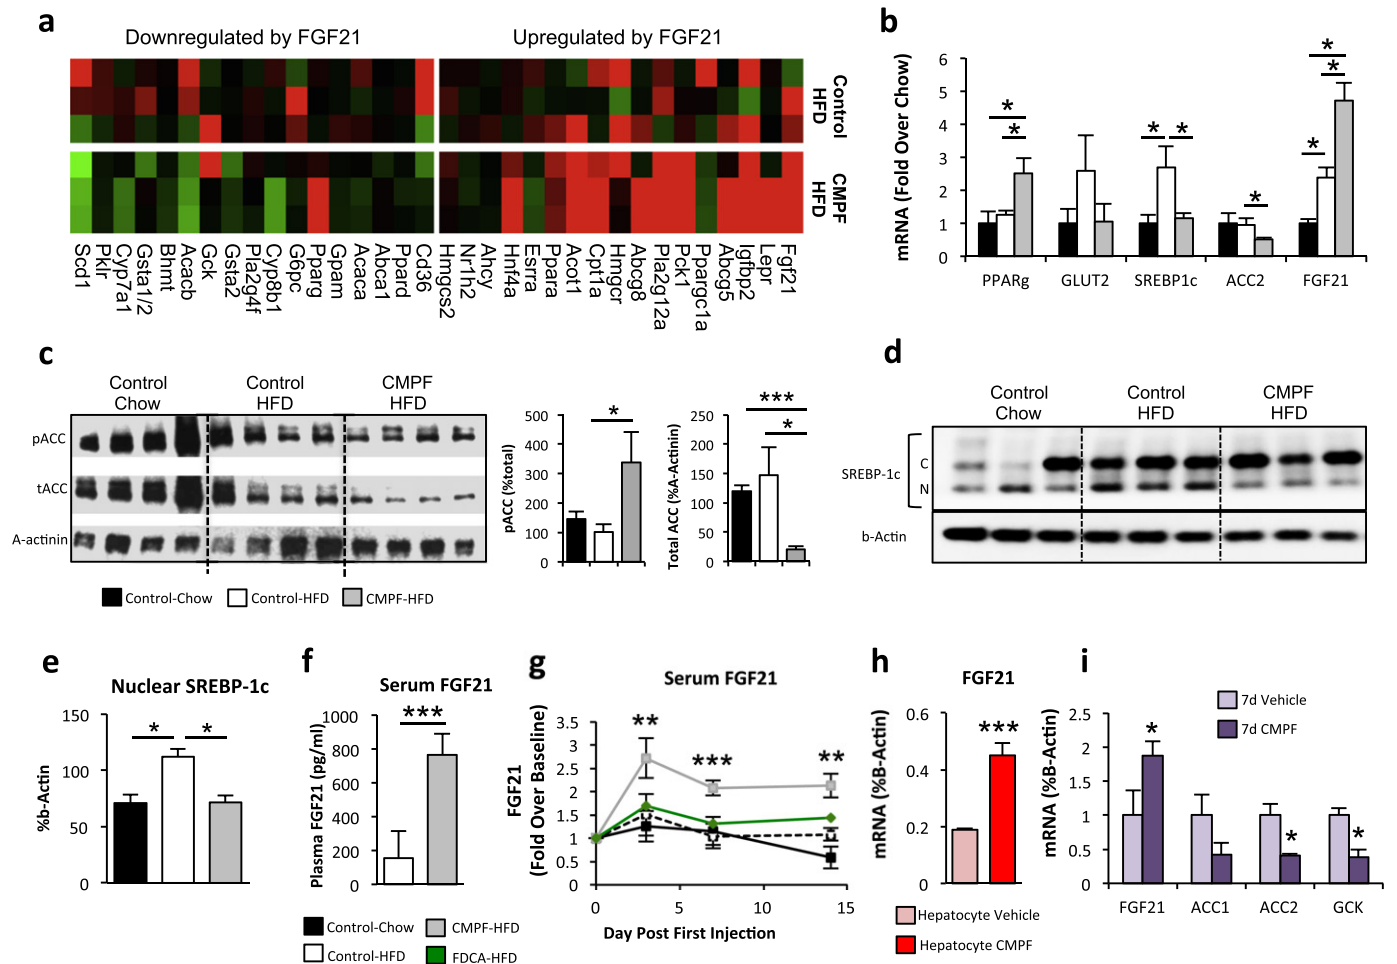 a
Downregulated by FGF21
Upregulated by FGF21
Control
HFD
CMPF
HFD
Scd1
Pklr
Cyp7a1
Gsta1/2
Bhmt
Acacb
Gck
Gsta2
Pla2g4f
Cyp8b1
G6pc
Pparg
Gpam
Acaca
Abca1
Ppard
Cd36
Hmgcs2
Nr1h2
Ahcy
Hnf4a
Esrra
Ppara
Acot1
Cpt1a
Hmgcr
Abcg8
Pla2g12a
Pck1
Ppargc1a
Abcg5
Igfbp2
Lepr
Fgf21
b
mRNA (Fold Over Chow)
6
5
4
3
2
1
0
* * * * * * * *
PPARg GLUT2 SREBP1c ACC2 FGF21
c
Control
Chow
Control
HFD
CMPF
HFD
pACC
tACC
A-actinin
Control-Chow Control-HFD CMPF-HFD
pACC (%total)
500
400
300
200
100
0
*
Total ACC (%A-Actinin)
250
200
150
100
50
0
***
*
d
Control
Chow
Control
HFD
CMPF
HFD
SREBP-1c
C
N
b-Actin
e
Nuclear SREBP-1c
%b-Actin
150
100
50
0
* *
f
Serum FGF21
Plasma FGF21 (pg/ml)
1000
800
600
400
200
0
***
Control-Chow CMPF-HFD
Control-HFD FDCA-HFD
g
Serum FGF21
FGF21
(Fold Over Baseline)
3.5
3
2.5
2
1.5
1
0.5
0
** *** **
0 5 10 15
Day Post First Injection
h
FGF21
mRNA (%B-Actin)
0.6
0.4
0.2
0
***
Hepatocyte Vehicle
Hepatocyte CMPF
i
7d Vehicle
7d CMPF
mRNA (%B-Actin)
2.5
2
1.5
1
0.5
0
* * *
FGF21 ACC1 ACC2 GCK